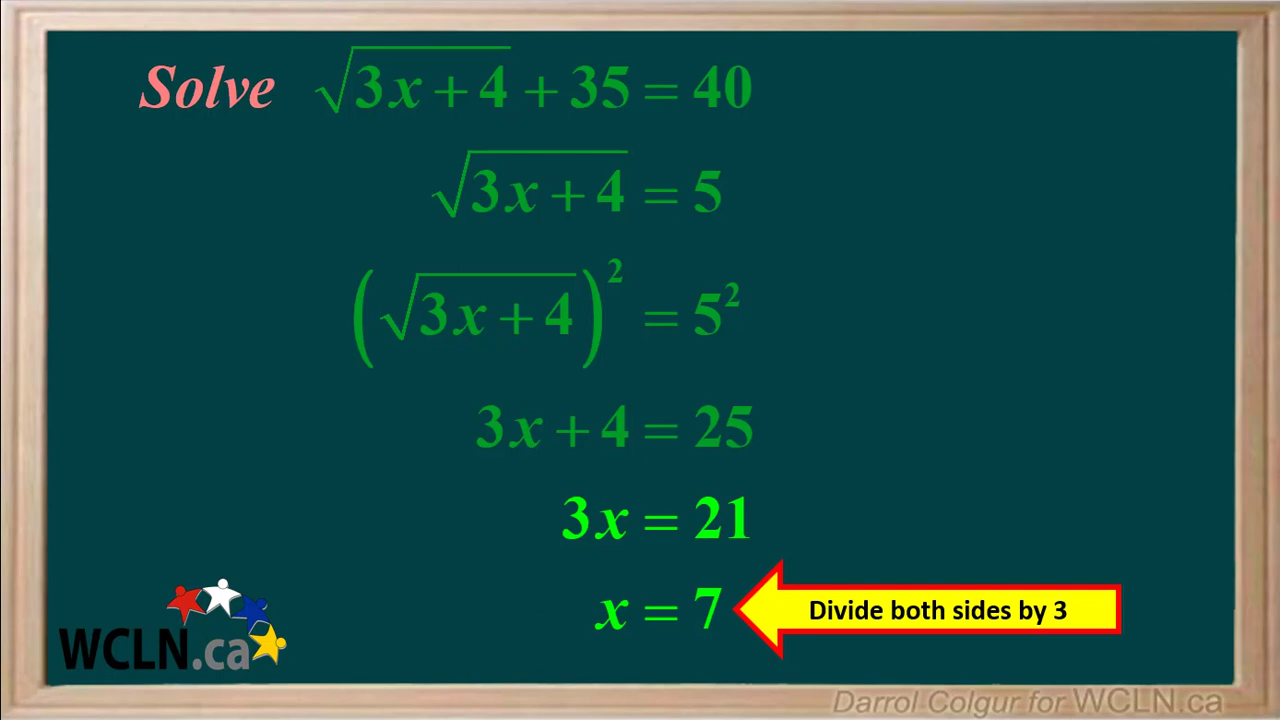 Solve √(3x + 4) + 35 = 40
√(3x + 4) = 5
(√(3x + 4))² = 5²
3x + 4 = 25
3x = 21
x = 7
Divide both sides by 3
WCLN.ca
Darrol Colgur for WCLN.ca